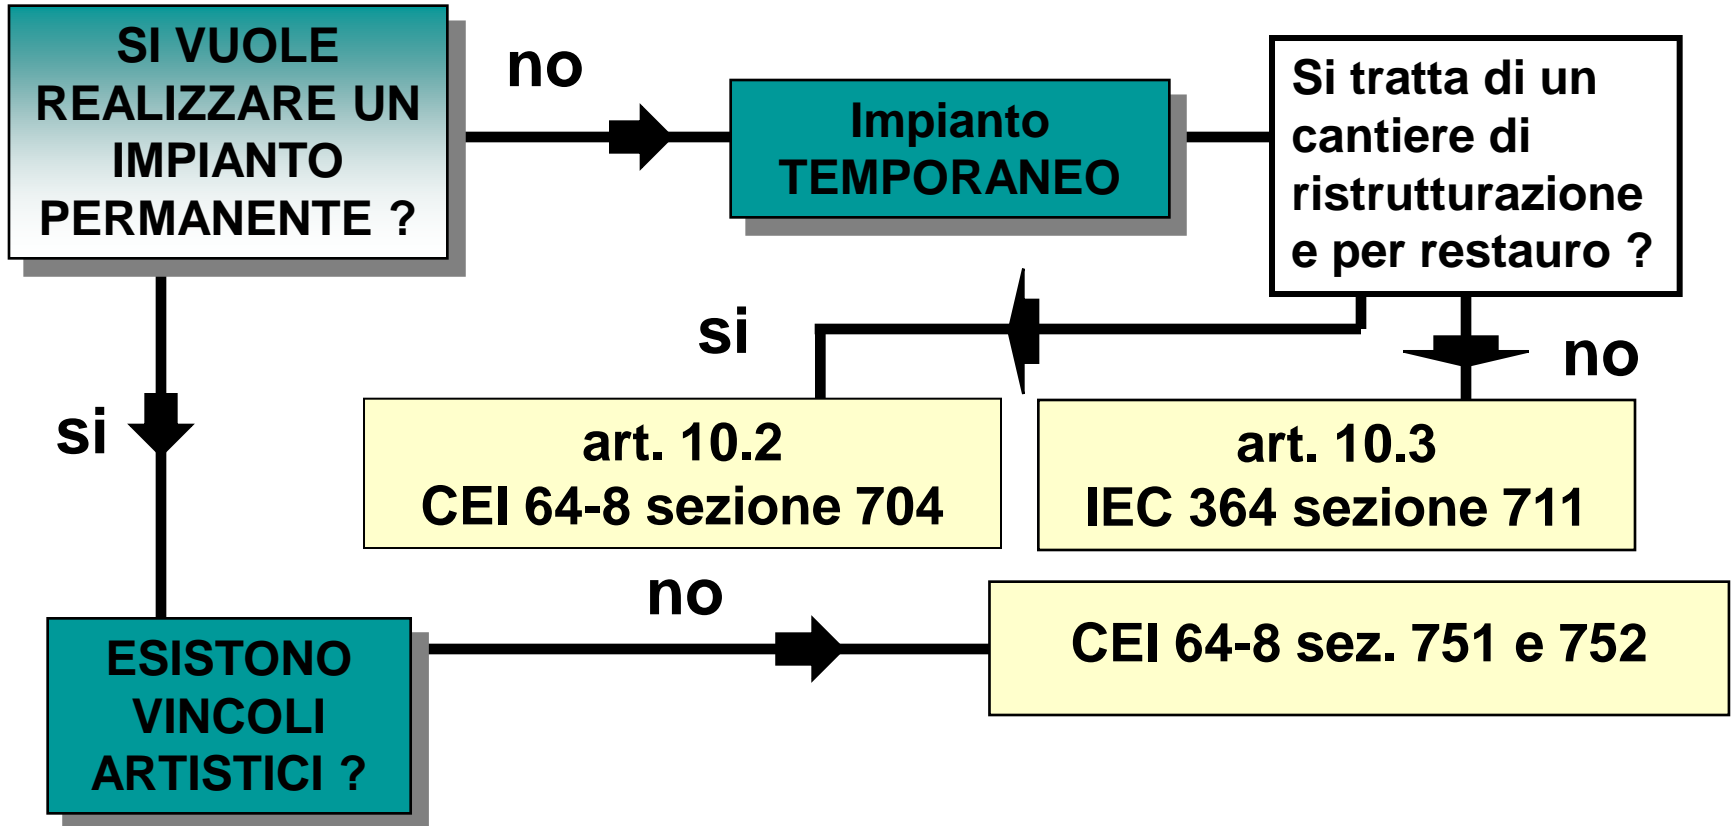 SI VUOLE
REALIZZARE UN
IMPIANTO
PERMANENTE ?
no
Impianto
TEMPORANEO
Si tratta di un
cantiere di
ristrutturazione
e per restauro ?
si
no
si
art. 10.2
CEI 64-8 sezione 704
art. 10.3
IEC 364 sezione 711
no
CEI 64-8 sez. 751 e 752
ESISTONO
VINCOLI
ARTISTICI ?